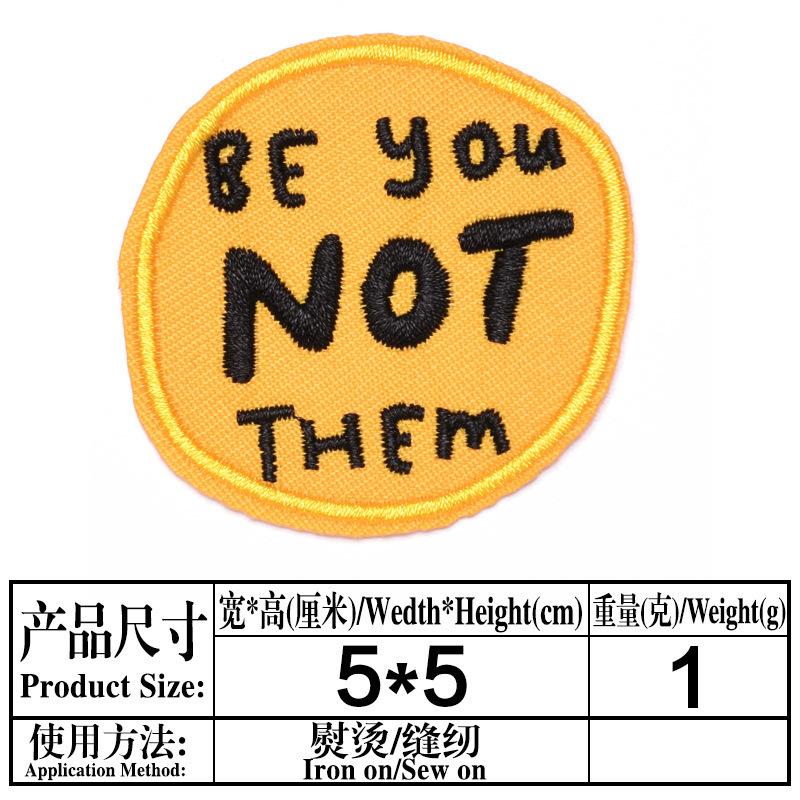 BE YOU
NOT
THEM
产品尺寸
Product Size:
宽*高(厘米)/Wedth*Height(cm)
重量(克)/Weight(g)
5*5
1
使用方法:
Application Method:
熨烫/缝纫
Iron on/Sew on